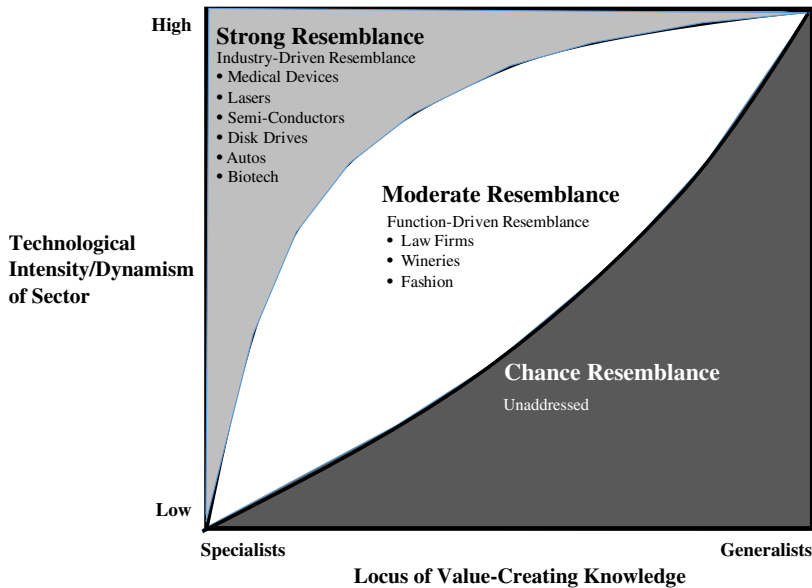 High
Strong Resemblance
Industry-Driven Resemblance
• Medical Devices
• Lasers
• Semi-Conductors
• Disk Drives
• Autos
• Biotech
Moderate Resemblance
Function-Driven Resemblance
• Law Firms
• Wineries
• Fashion
Technological
Intensity/Dynamism
of Sector
Chance Resemblance
Unaddressed
Low
Specialists
Generalists
Locus of Value-Creating Knowledge